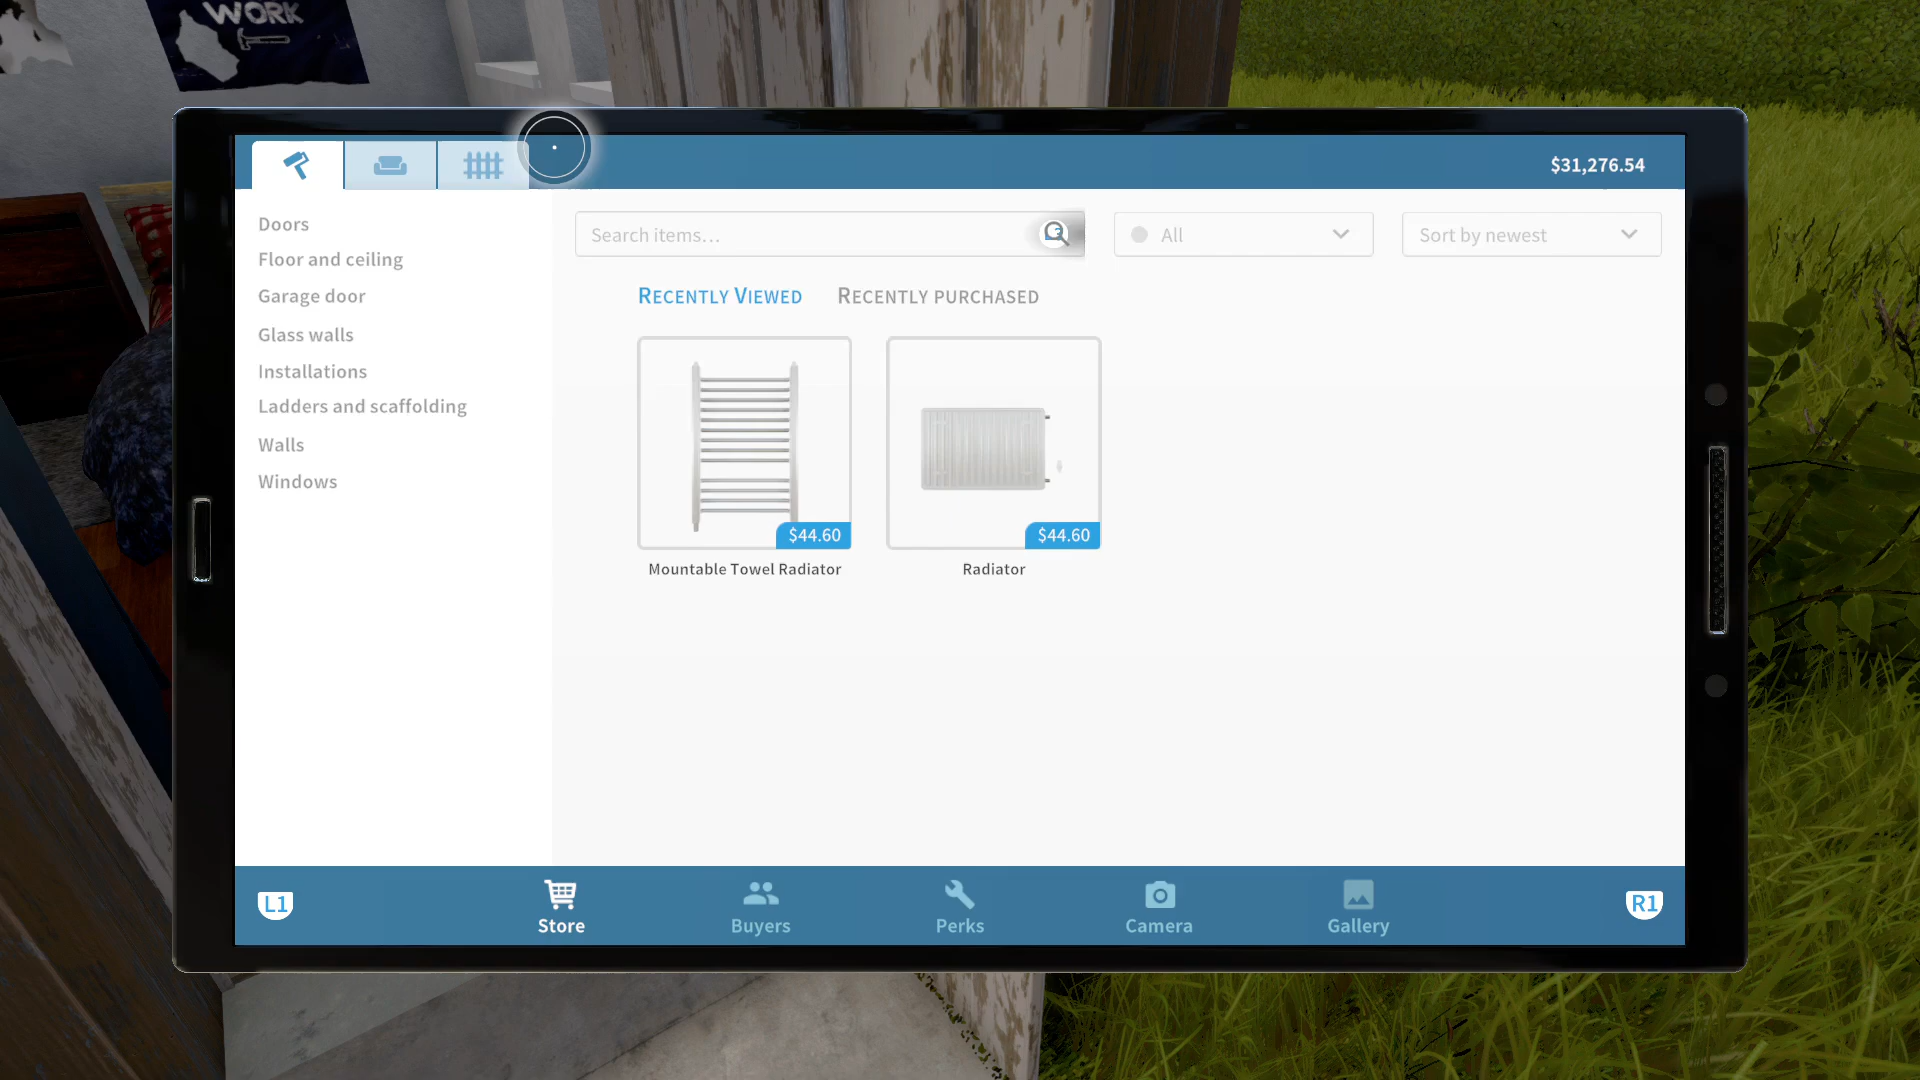 WORK
$31,276.54
Doors
Floor and ceiling
Garage door
Glass walls
Installations
Ladders and scaffolding
Walls
Windows
Search items...
All
Sort by newest
RECENTLY VIEWED
RECENTLY PURCHASED
$44.60
Mountable Towel Radiator
$44.60
Radiator
L1
Store
Buyers
Perks
Camera
Gallery
R1